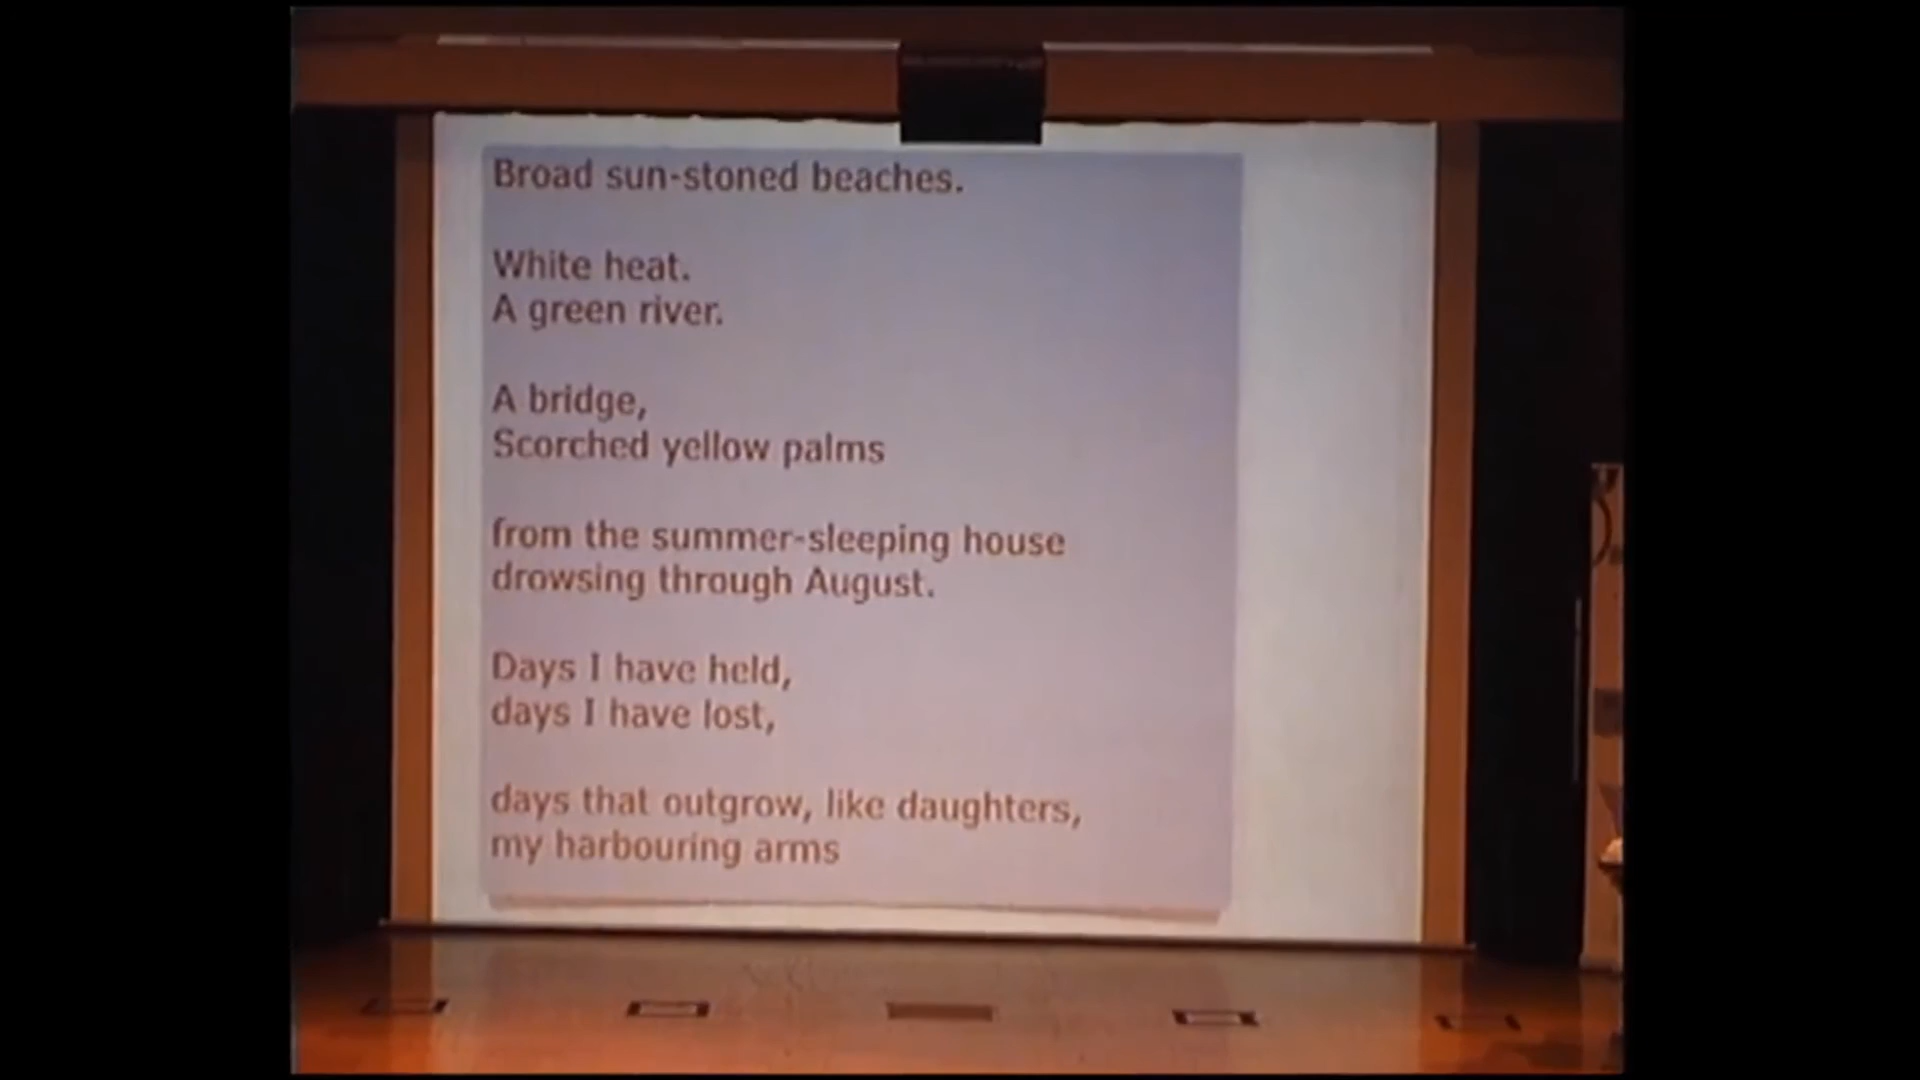 Broad sun-stoned beaches.
White heat.
A green river.
A bridge,
Scorched yellow palms
from the summer-sleeping house
drowsing through August.
Days I have held,
days I have lost,
days that outgrow, like daughters,
my harbouring arms